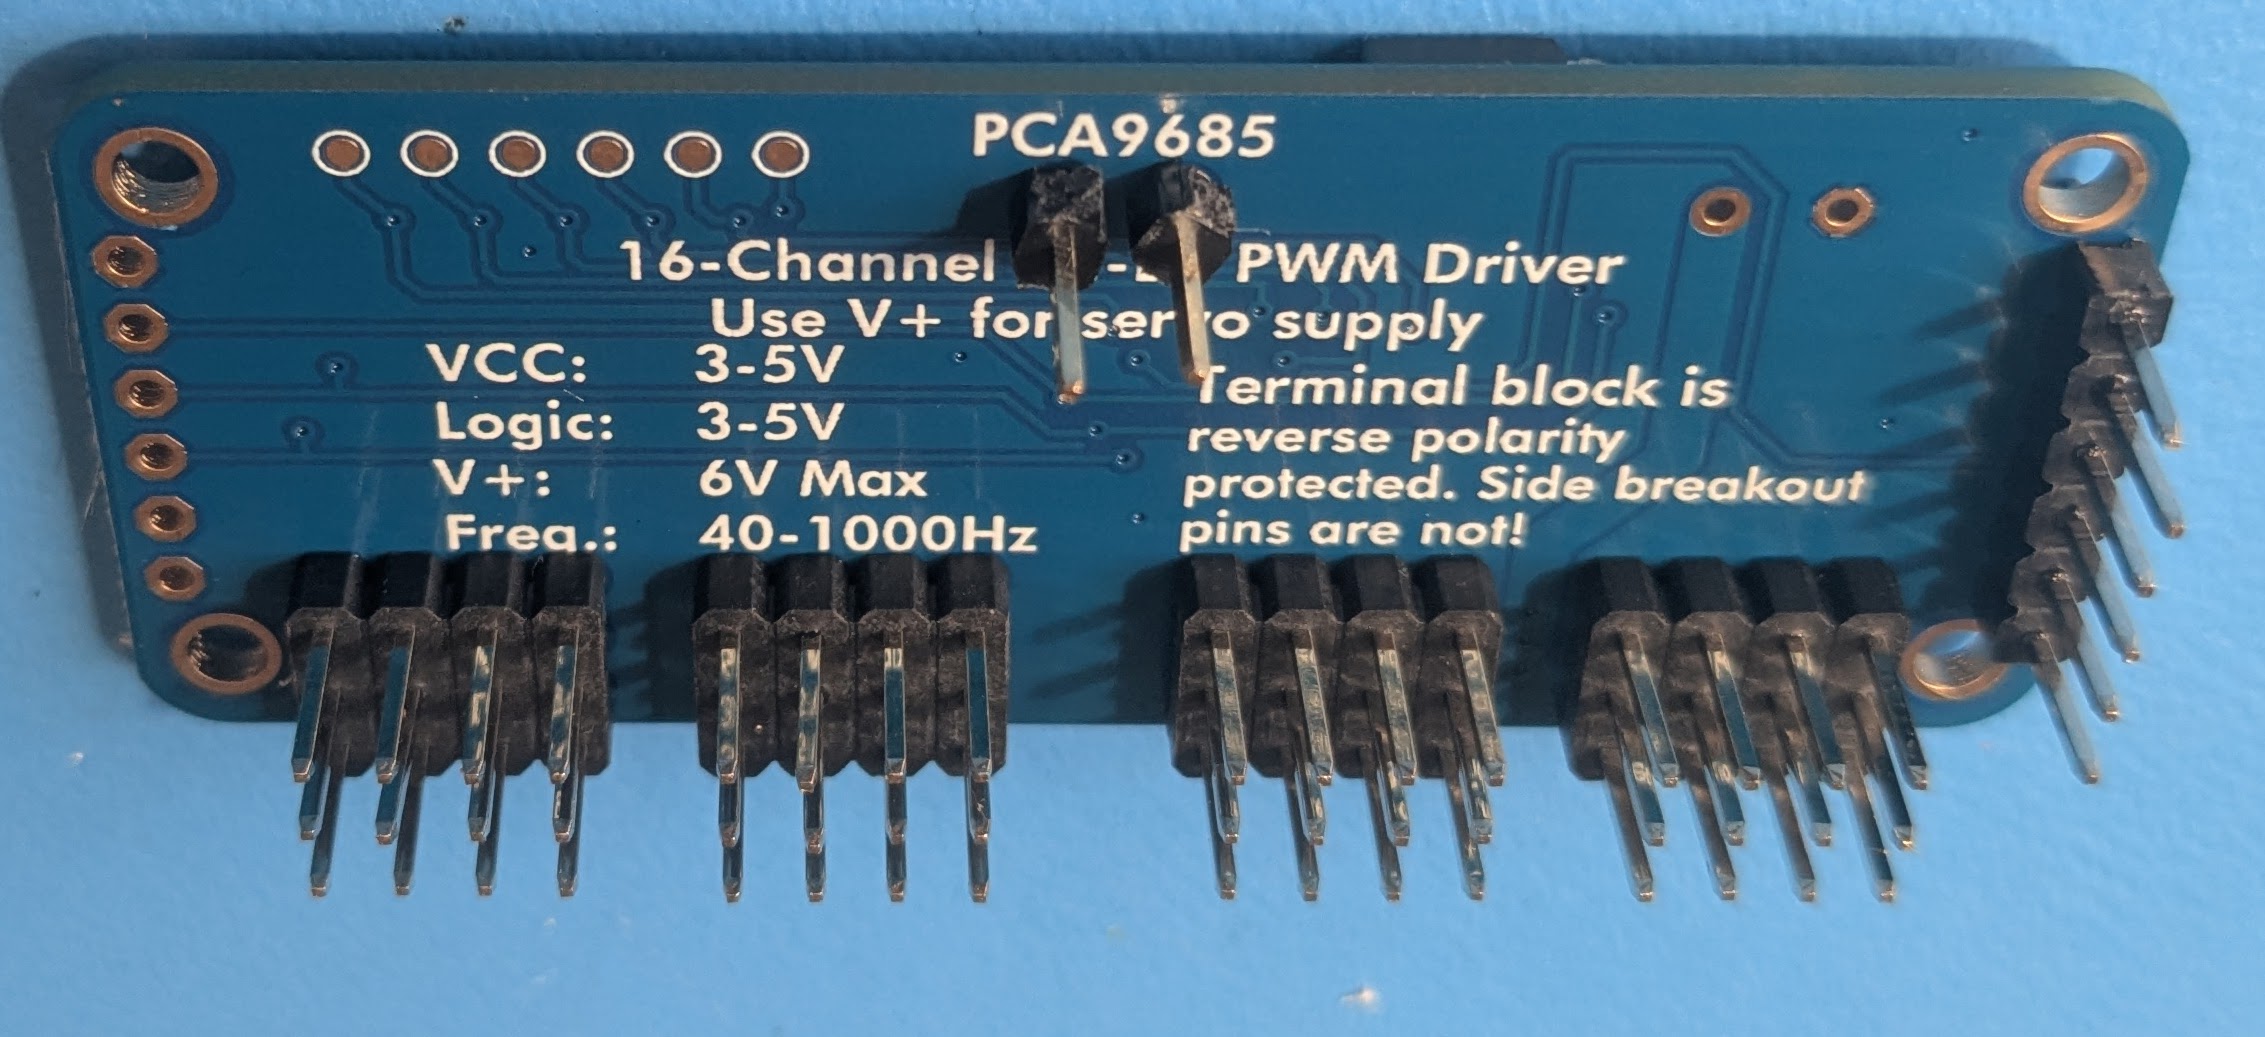 PCA9685
16-Channel PWM Driver
Use V+ for servo supply
VCC: 3-5V
Logic: 3-5V
V+: 6V Max
Freq.: 40-1000Hz
Terminal block is
reverse polarity
protected. Side breakout
pins are not!